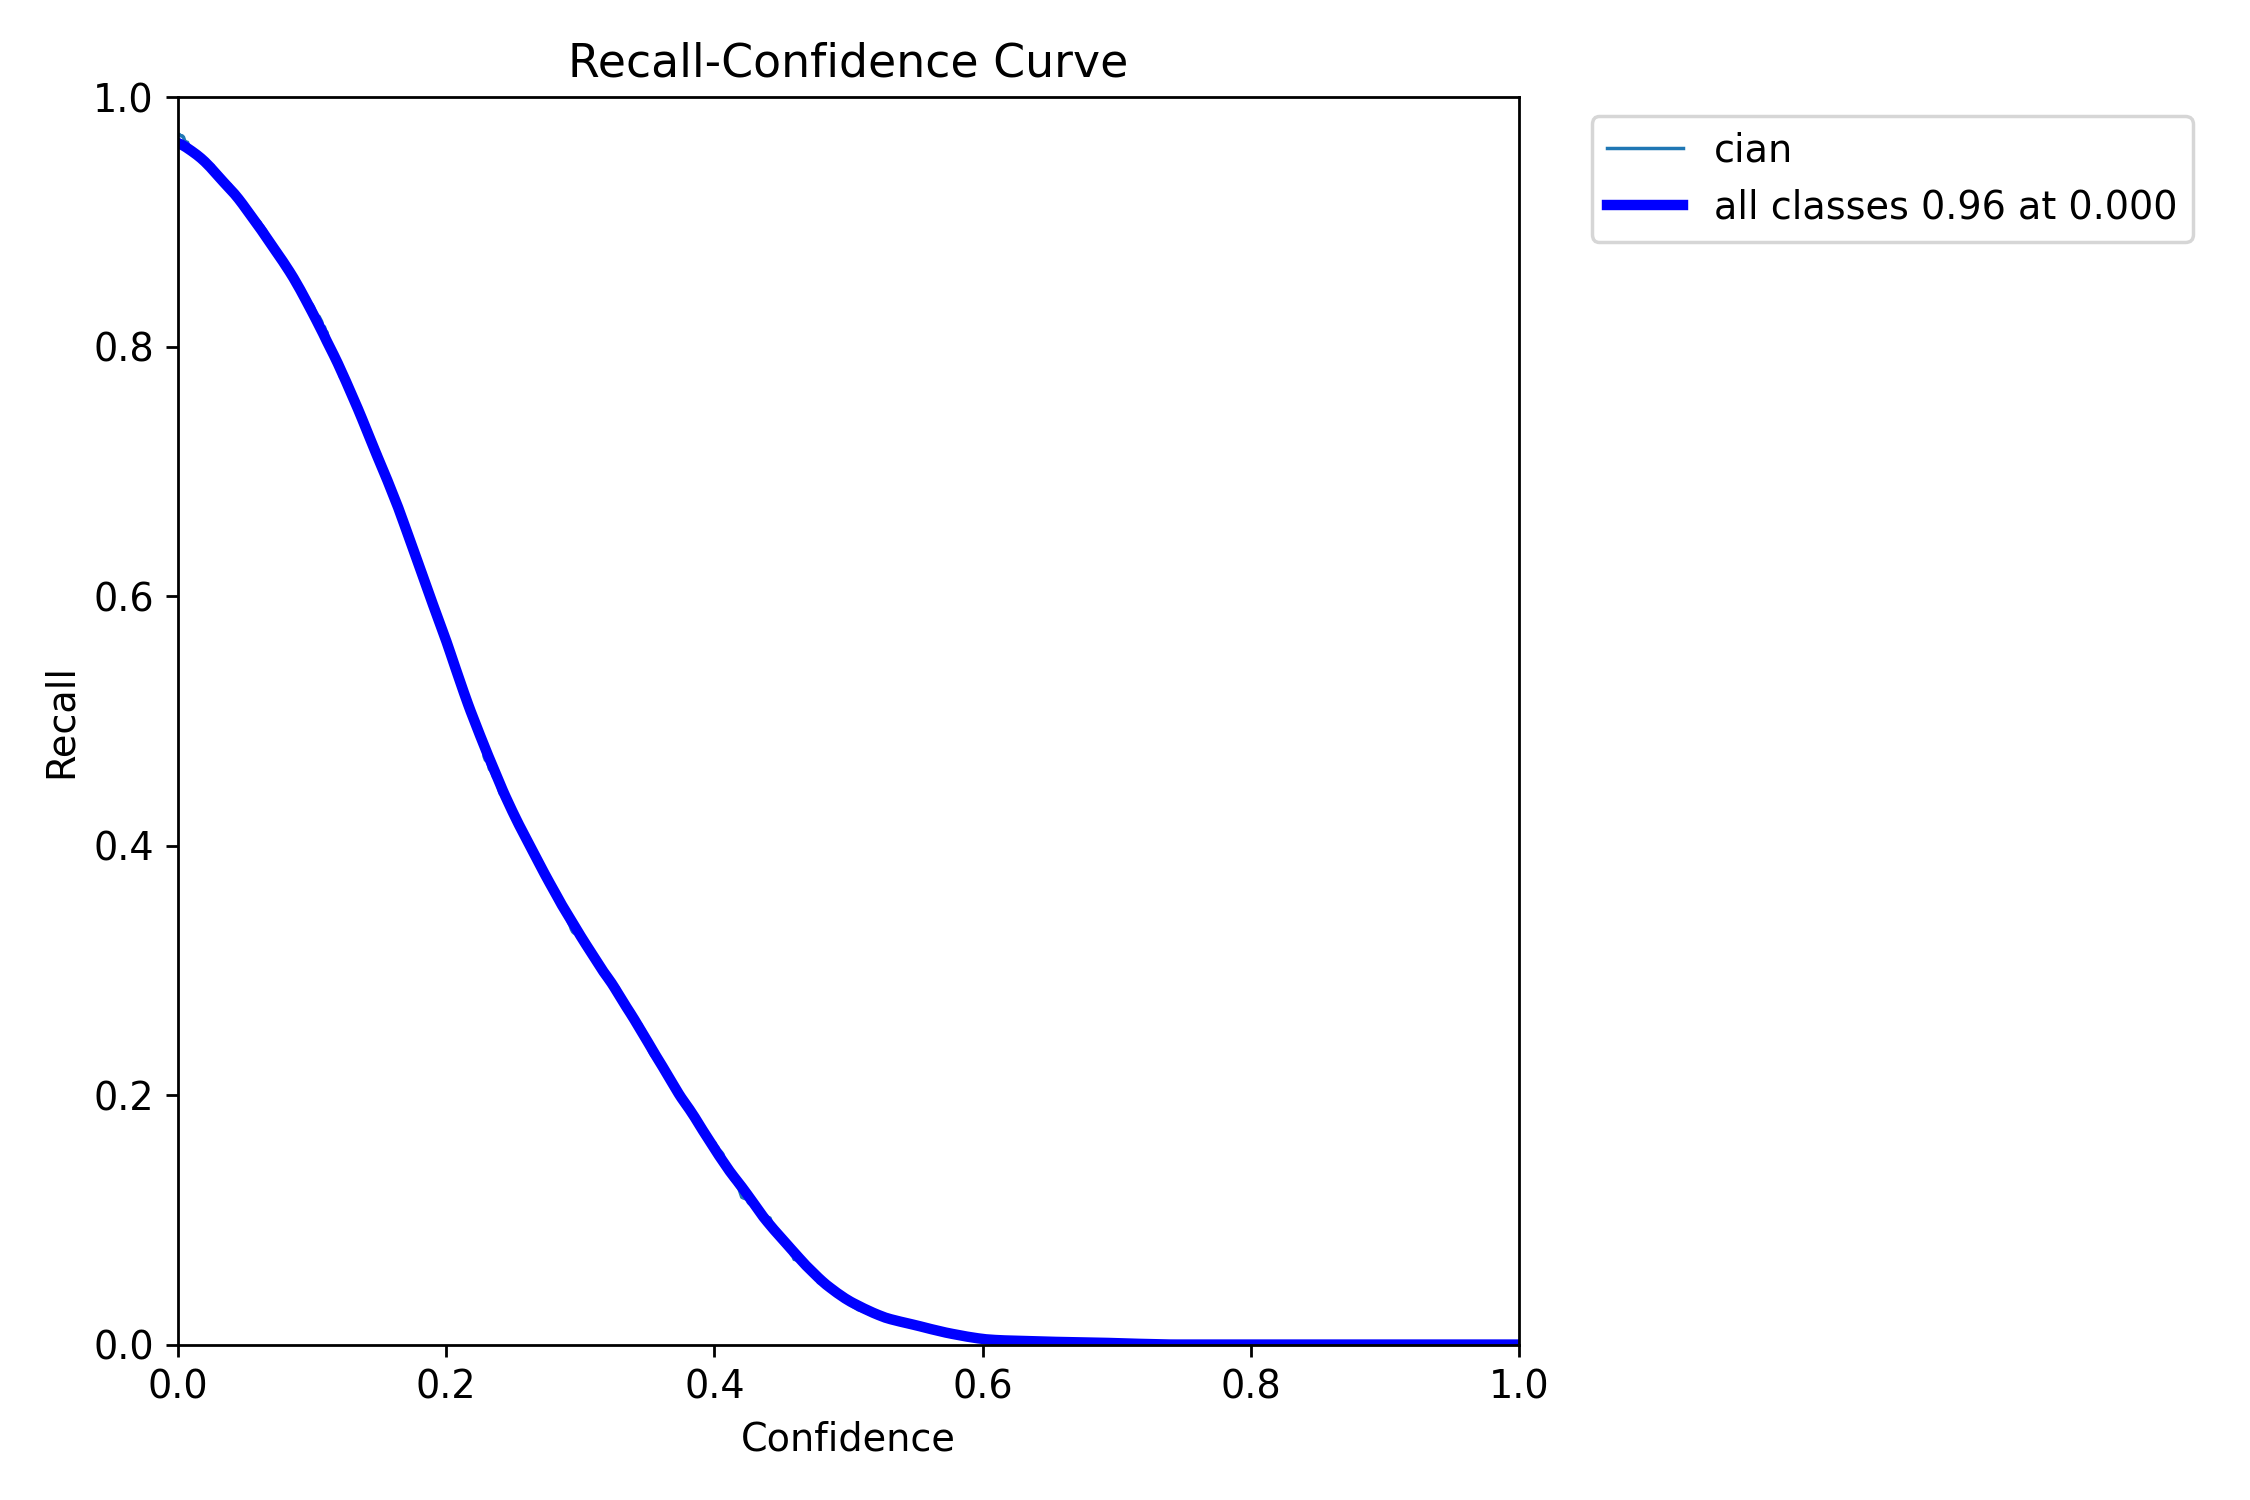 Recall-Confidence Curve
1.0
0.8
0.6
0.4
0.2
0.0
Recall
0.0 0.2 0.4 0.6 0.8 1.0
Confidence
cian
all classes 0.96 at 0.000